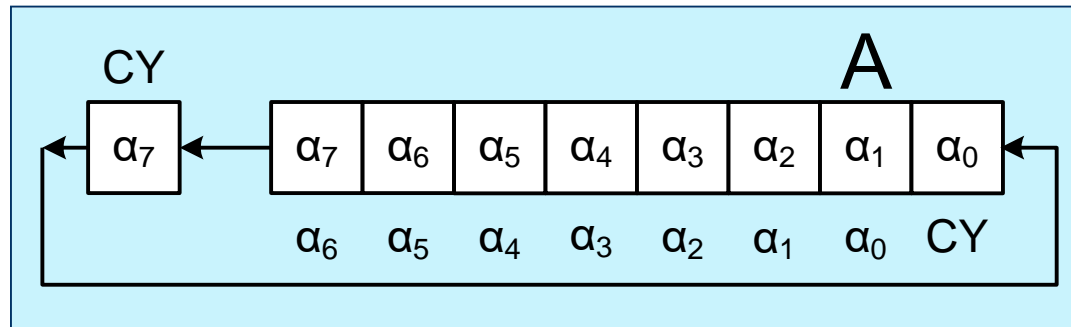 CY A
α₇ α₇ α₆ α₅ α₄ α₃ α₂ α₁ α₀
α₆ α₅ α₄ α₃ α₂ α₁ α₀ CY